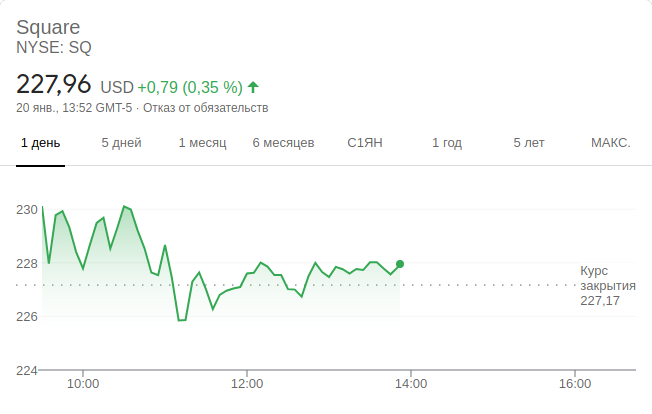 Square
NYSE: SQ
227,96 USD +0,79 (0,35 %)
20 янв., 13:52 GMT-5 · Отказ от обязательств
1 день 5 дней 1 месяц 6 месяцев С1ЯН 1 год 5 лет МАКС.
230
228
Курс
закрытия
227,17
226
224
10:00 12:00 14:00 16:00